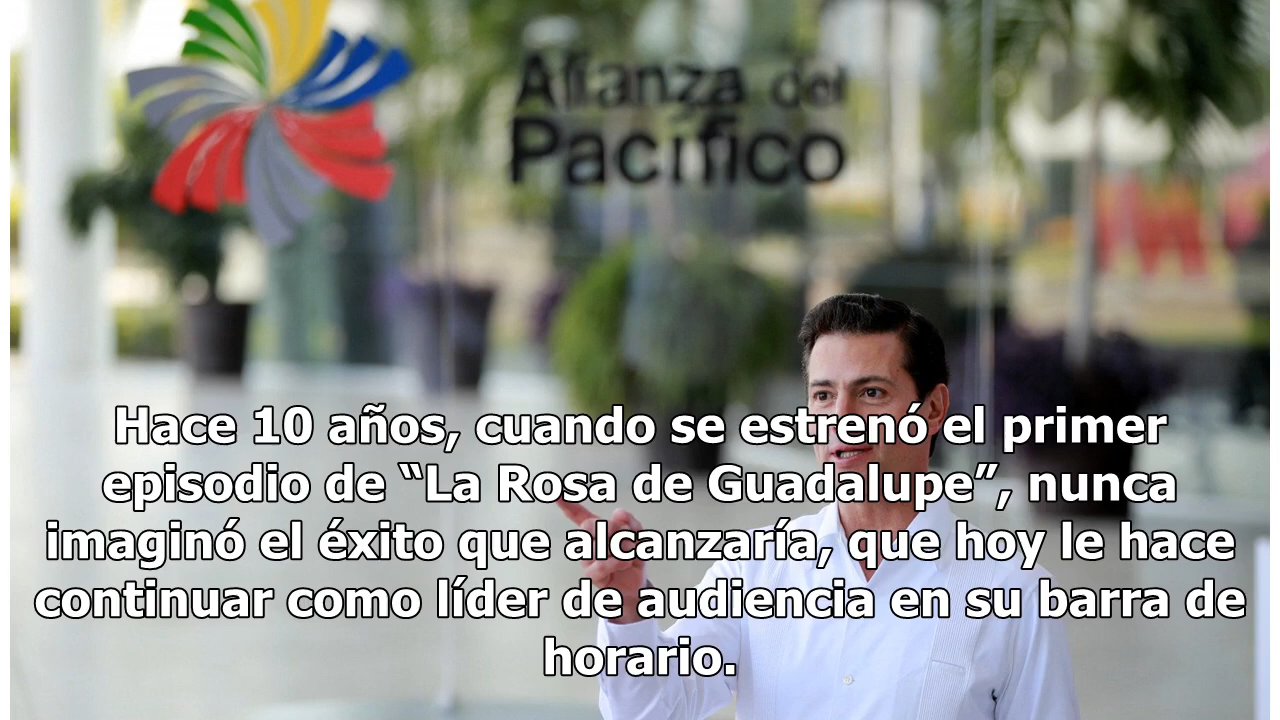 Alianza del
Pacífico
Hace 10 años, cuando se estrenó el primer
episodio de “La Rosa de Guadalupe”, nunca
imaginó el éxito que alcanzaría, que hoy le hace
continuar como líder de audiencia en su barra de
horario.